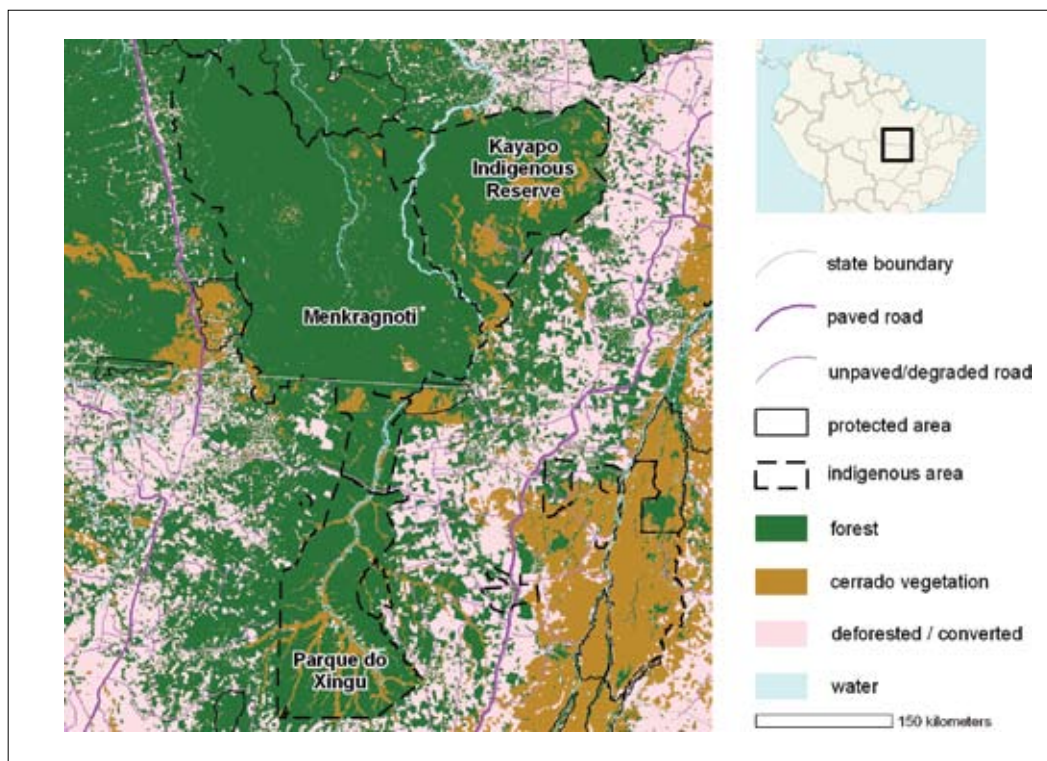 Kayapo
Indigenous
Reserve
Menkragnoti
Parque do
Xingu
state boundary
paved road
unpaved/degraded road
protected area
indigenous area
forest
cerrado vegetation
deforested / converted
water
150 kilometers